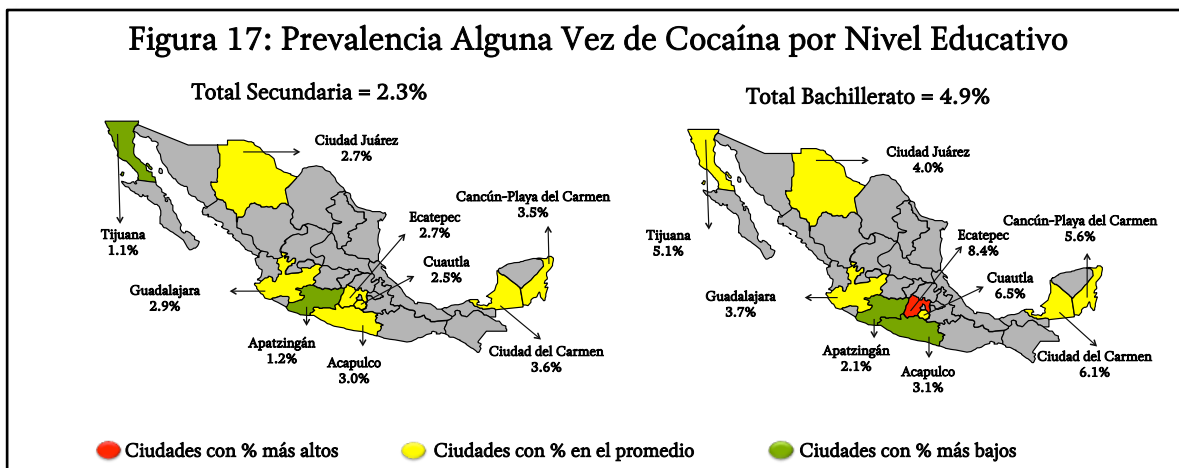 Figura 17: Prevalencia Alguna Vez de Cocaína por Nivel Educativo
Total Secundaria = 2.3%
Ciudad Juárez
2.7%
Cancún-Playa del Carmen
3.5%
Ecatepec
2.7%
Tijuana
1.1%
Cuautla
2.5%
Guadalajara
2.9%
Apatzingán
1.2%
Acapulco
3.0%
Ciudad del Carmen
3.6%
Total Bachillerato = 4.9%
Ciudad Juárez
4.0%
Cancún-Playa del Carmen
5.6%
Tijuana
5.1%
Ecatepec
8.4%
Cuautla
6.5%
Guadalajara
3.7%
Apatzingán
2.1%
Acapulco
3.1%
Ciudad del Carmen
6.1%
Ciudades con % más altos
Ciudades con % en el promedio
Ciudades con % más bajos